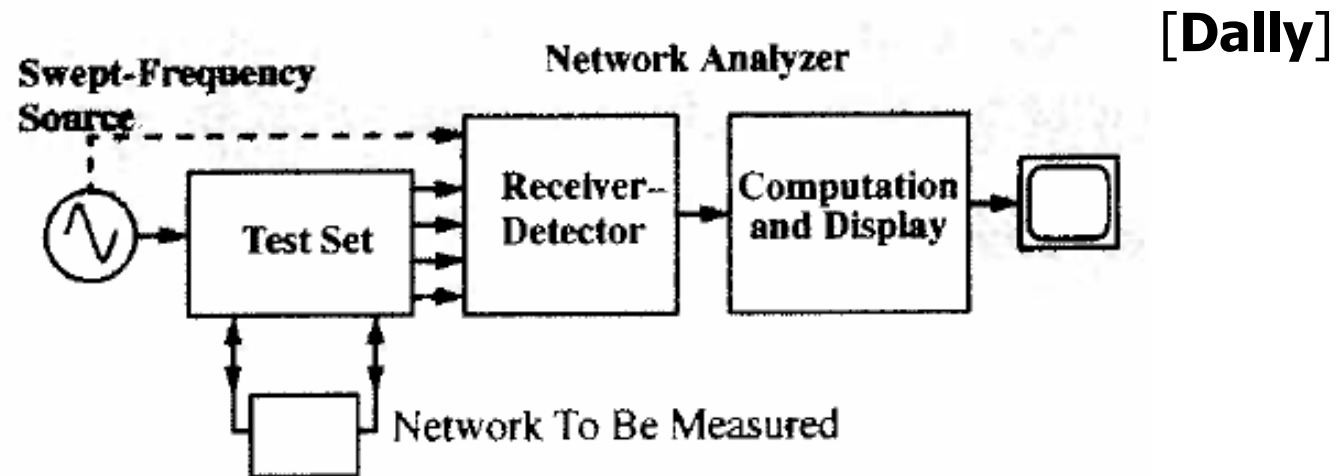 [Dally]
Network Analyzer
Swept-Frequency
Source
Receiver-
Detector
Computation
and Display
Test Set
Network To Be Measured